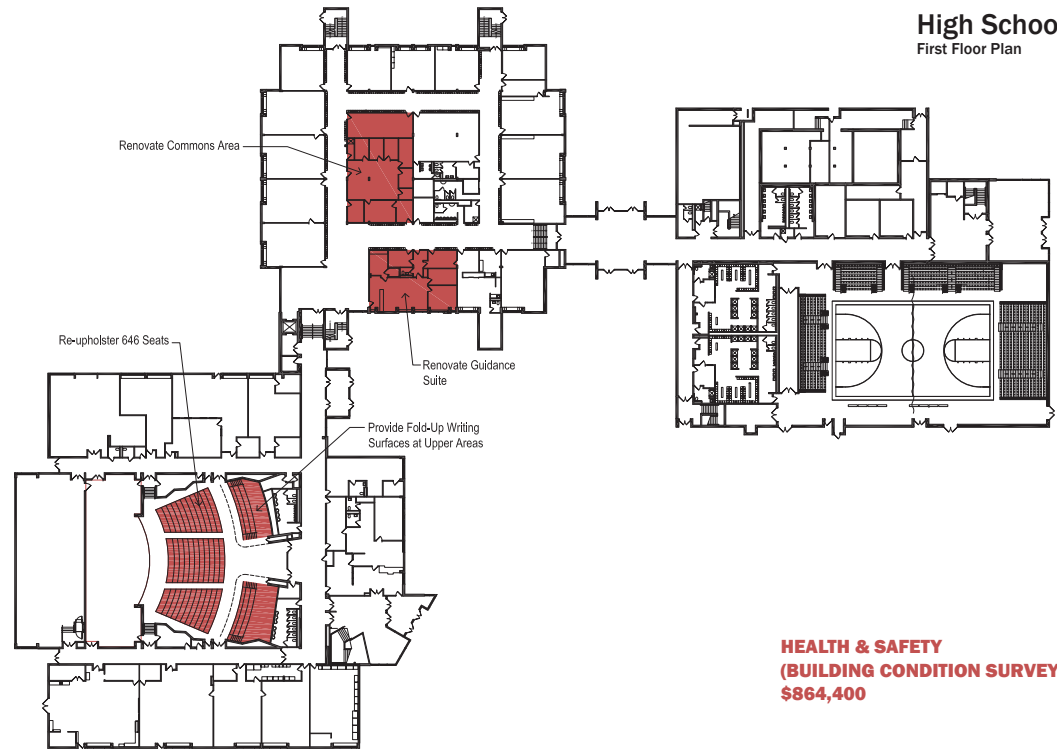 High Schoo
First Floor Plan
Renovate Commons Area
Re-upholster 646 Seats
Renovate Guidance
Suite
Provide Fold-Up Writing
Surfaces at Upper Areas
HEALTH & SAFETY
(BUILDING CONDITION SURVEY
$864,400